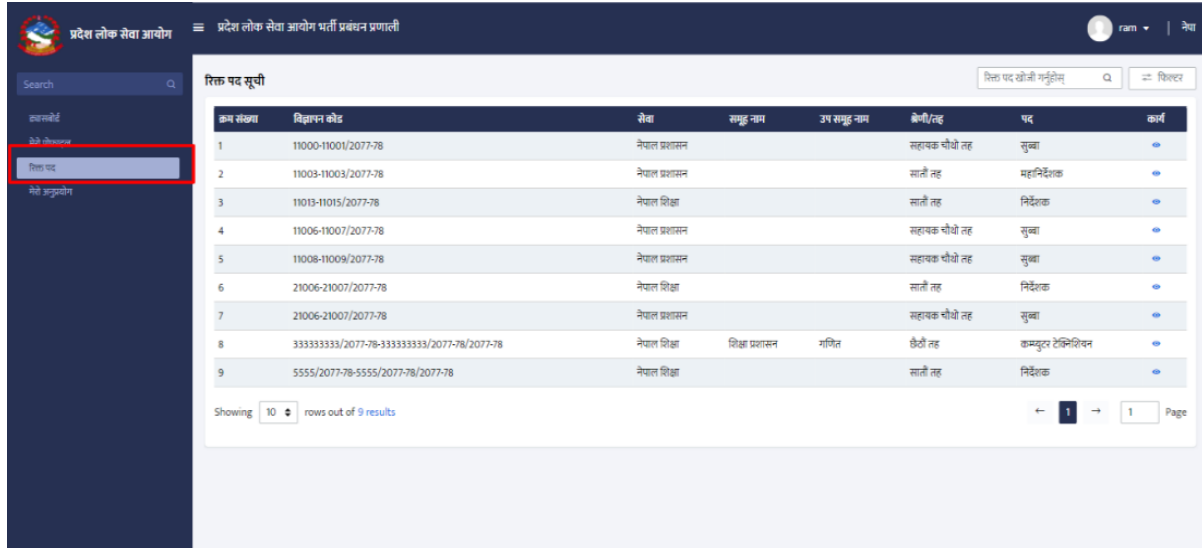 प्रदेश लोक सेवा आयोग
≡ प्रदेश लोक सेवा आयोग भर्ती प्रबंधन प्रणाली
ram | नेपा
Search
ड्यासबोर्ड
मेरो प्रोफाइल
रिक्त पद
मेरो अनुप्रयोग
रिक्त पद सूची
रिक्त पद खोजी गर्नुहोस् फिल्टर
क्रम संख्या विज्ञापन कोड सेवा समूह नाम उप समूह नाम श्रेणी/तह पद कार्य
1 11000-11001/2077-78 नेपाल प्रशासन सहायक चौथो तह सुब्बा
2 11003-11003/2077-78 नेपाल प्रशासन सातौं तह महानिर्देशक
3 11013-11015/2077-78 नेपाल शिक्षा सातौं तह निर्देशक
4 11006-11007/2077-78 नेपाल प्रशासन सहायक चौथो तह सुब्बा
5 11008-11009/2077-78 नेपाल प्रशासन सहायक चौथो तह सुब्बा
6 21006-21007/2077-78 नेपाल शिक्षा सातौं तह निर्देशक
7 21006-21007/2077-78 नेपाल प्रशासन सहायक चौथो तह सुब्बा
8 333333333/2077-78-333333333/2077-78/2077-78 नेपाल शिक्षा शिक्षा प्रशासन गणित छैठौं तह कम्प्युटर टेक्निशियन
9 5555/2077-78-5555/2077-78/2077-78 नेपाल शिक्षा सातौं तह निर्देशक
Showing 10 rows out of 9 results ← 1 → 1 Page